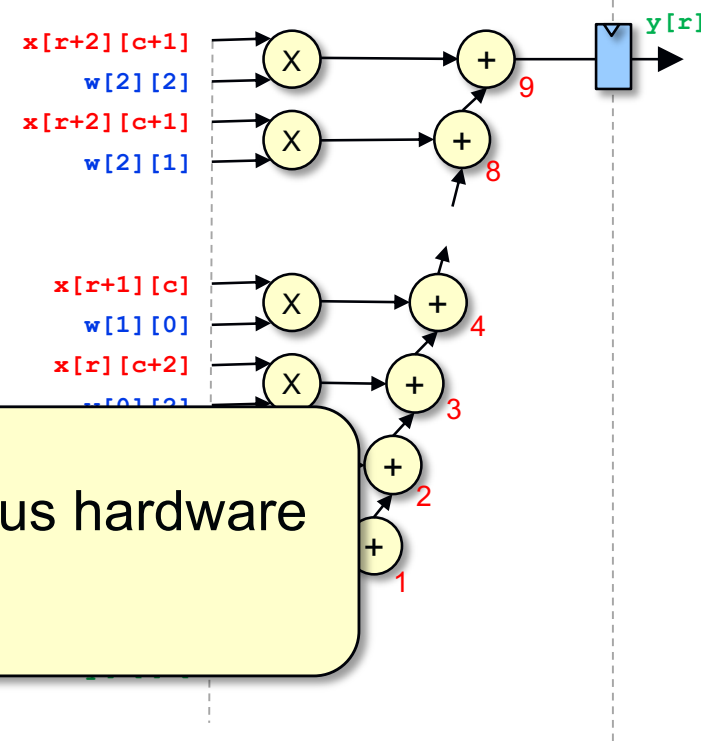 y[r]
x[r+2][c+1]
X
+
w[2][2]
9
x[r+2][c+1]
X
+
w[2][1]
8
x[r+1][c]
X
+
w[1][0]
4
x[r][c+2]
X
+
3
+
2
us hardware
+
1